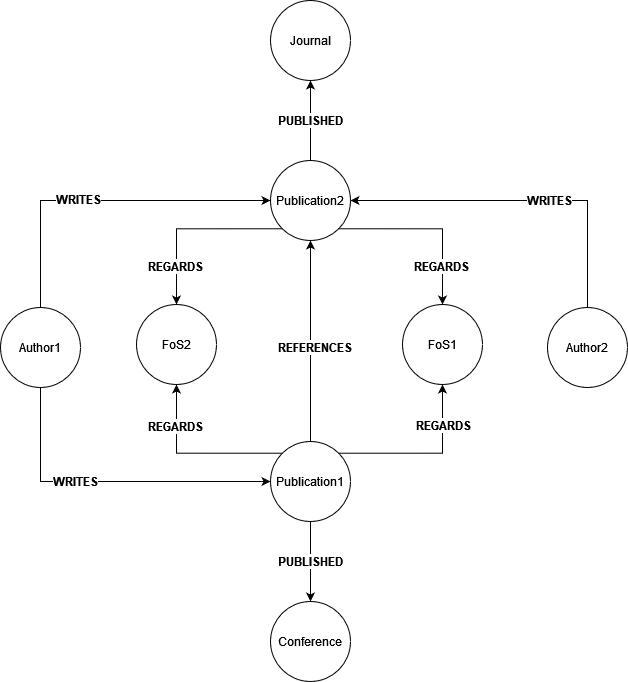 Journal
PUBLISHED
Publication2
WRITES
WRITES
REGARDS
REGARDS
Author1
FoS2
REFERENCES
FoS1
Author2
REGARDS
REGARDS
WRITES
Publication1
PUBLISHED
Conference